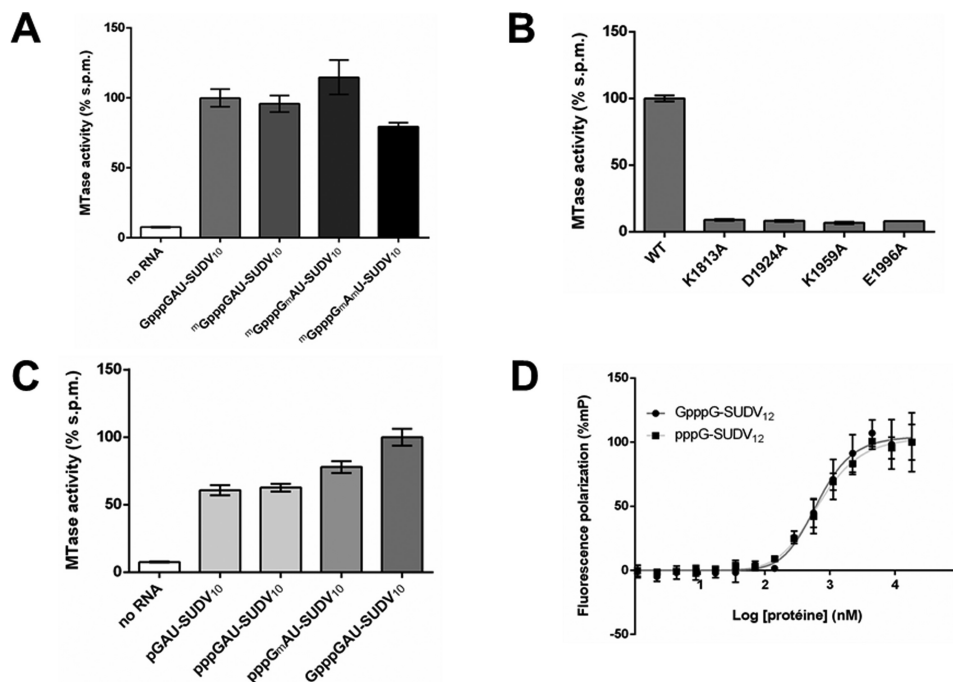 A
MTase activity (% s.p.m.)
150
100
50
0
no RNA
GpppGAU-SUDV₁₀
ᵐGpppGAU-SUDV₁₀
ᵐGpppGₘAU-SUDV₁₀
ᵐGpppGₘAₘU-SUDV₁₀
B
MTase activity (% s.p.m.)
150
100
50
0
WT
K1813A
D1924A
K1959A
E1996A
C
MTase activity (% s.p.m.)
150
100
50
0
no RNA
pGAU-SUDV₁₀
pppGAU-SUDV₁₀
pppGₘAU-SUDV₁₀
GpppGAU-SUDV₁₀
D
Fluorescence polarization (%mP)
150
100
50
0
-50
GpppG-SUDV₁₂
pppG-SUDV₁₂
1 2 3 4
Log [protéine] (nM)